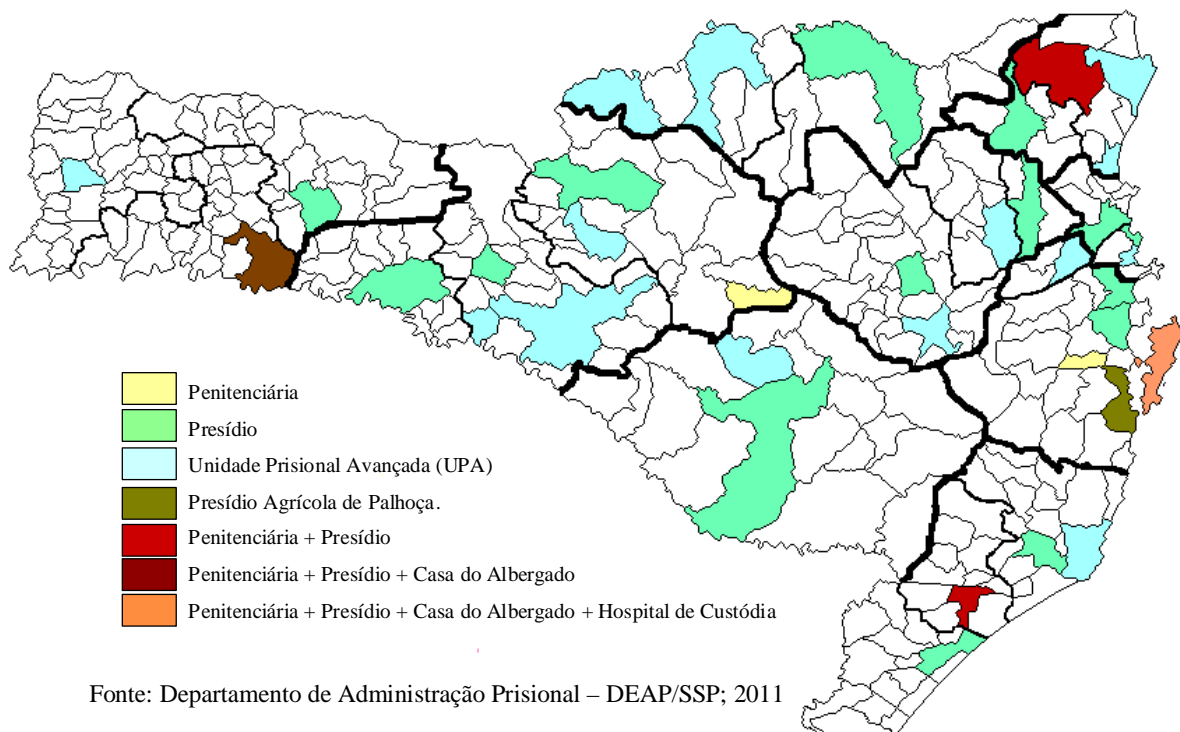 Penitenciária
Presídio
Unidade Prisional Avançada (UPA)
Presídio Agrícola de Palhoça.
Penitenciária + Presídio
Penitenciária + Presídio + Casa do Albergado
Penitenciária + Presídio + Casa do Albergado + Hospital de Custódia
Fonte: Departamento de Administração Prisional – DEAP/SSP; 2011